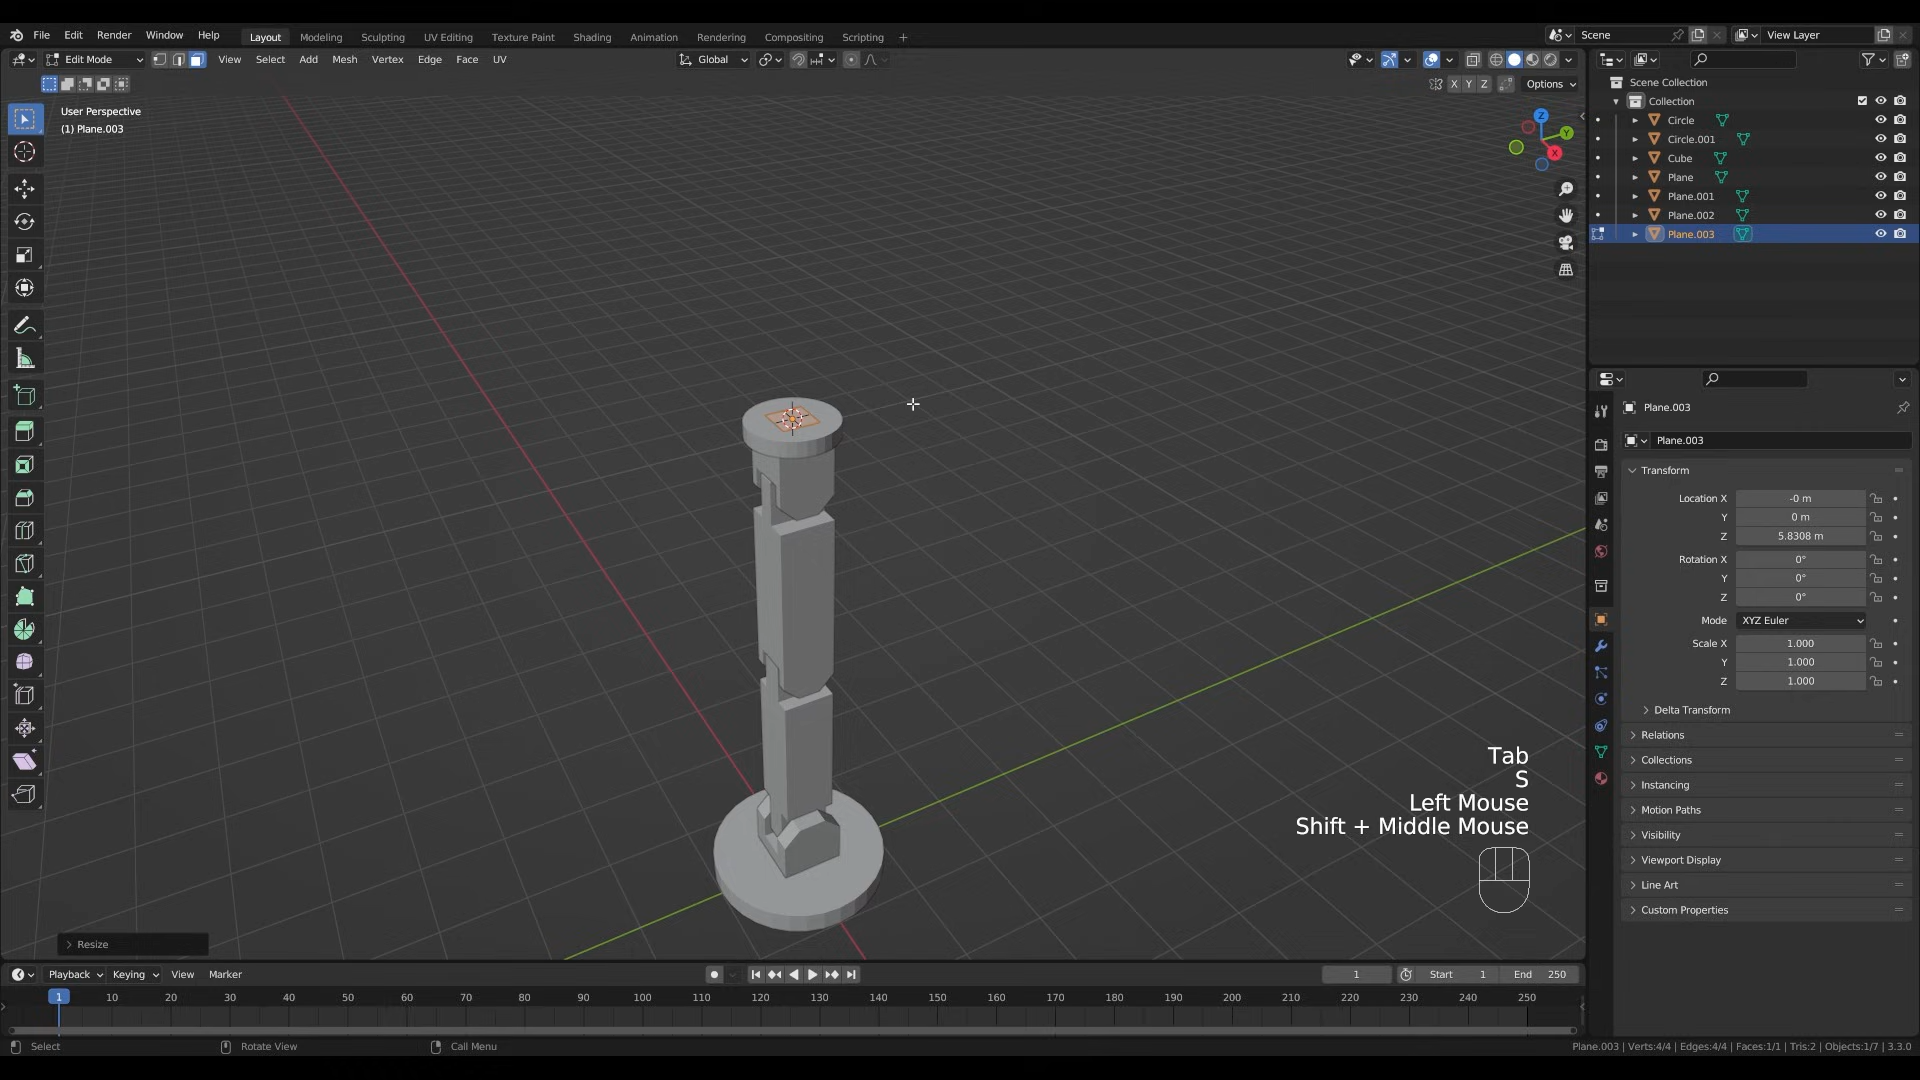 File Edit Render Window Help Layout Modeling Sculpting UV Editing Texture Paint Shading Animation Rendering Compositing Scripting + Scene View Layer
Edit Mode View Select Add Mesh Vertex Edge Face UV Global
X Y Z Options
User Perspective
(1) Plane.003
Z
Y
X
Scene Collection
Collection
Circle
Circle.001
Cube
Plane
Plane.001
Plane.002
Plane.003
Plane.003
Plane.003
Transform
Location X -0 m
Y 0 m
Z 5.8308 m
Rotation X 0°
Y 0°
Z 0°
Mode XYZ Euler
Scale X 1.000
Y 1.000
Z 1.000
Delta Transform
Relations
Collections
Instancing
Motion Paths
Visibility
Viewport Display
Line Art
Custom Properties
Tab
S
Left Mouse
Shift + Middle Mouse
Resize
Playback Keying View Marker 1 Start 1 End 250
1 10 20 30 40 50 60 70 80 90 100 110 120 130 140 150 160 170 180 190 200 210 220 230 240 250
Select Rotate View Call Menu Plane.003 | Verts:4/4 | Edges:4/4 | Faces:1/1 | Tris:2 | Objects:1/7 | 3.3.0